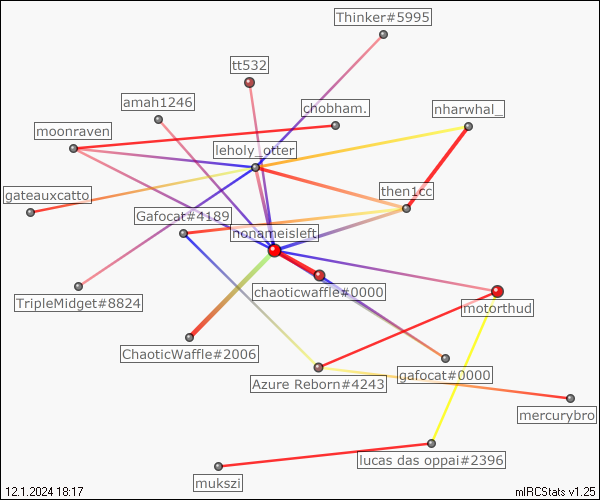 Thinker#5995
tt532
amah1246
chobham.
nharwhal_
moonraven
leholy_otter
then1cc
gateauxcatto
Gafocat#4189
nonameisleft
chaoticwaffle#0000
TripleMidget#8824
motorthud
ChaoticWaffle#2006
Azure Reborn#4243
gafocat#0000
mercurybro
lucas das oppai#2396
mukszi
12.1.2024 18:17
mIRCStats v1.25